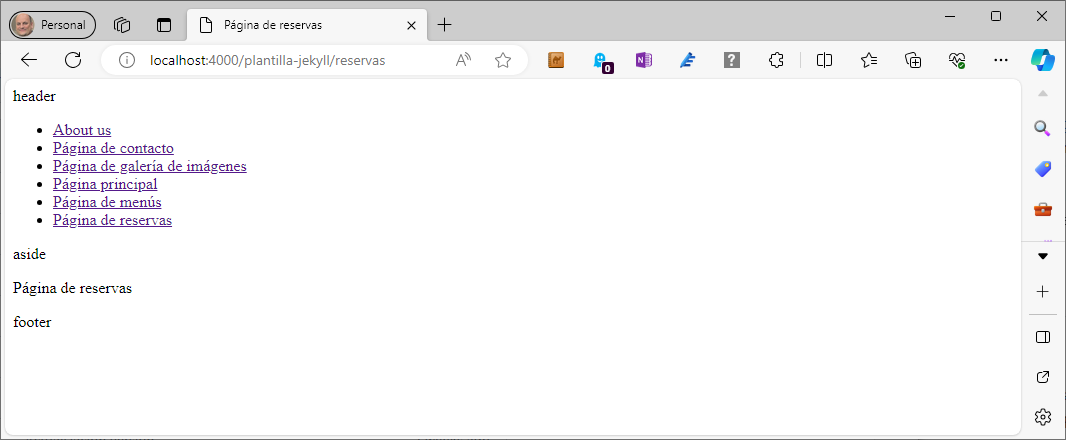 Personal
Página de reservas
localhost:4000/plantilla-jekyll/reservas
0
header
About us
Página de contacto
Página de galería de imágenes
Página principal
Página de menús
Página de reservas
aside
Página de reservas
footer